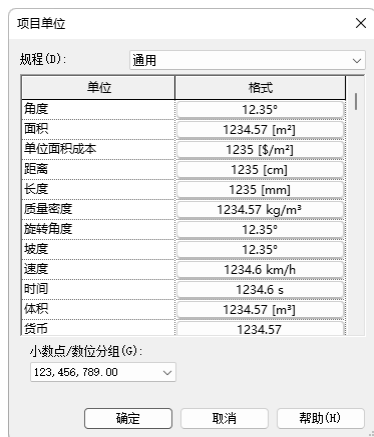 项目单位
规程(D): 通用
单位 格式
角度 12.35°
面积 1234.57 [m²]
单位面积成本 1235 [$/m²]
距离 1235 [cm]
长度 1235 [mm]
质量密度 1234.57 kg/m³
旋转角度 12.35°
坡度 12.35°
速度 1234.6 km/h
时间 1234.6 s
体积 1234.57 [m³]
货币 1234.57
小数点/数位分组(G):
123,456,789.00
确定 取消 帮助(H)